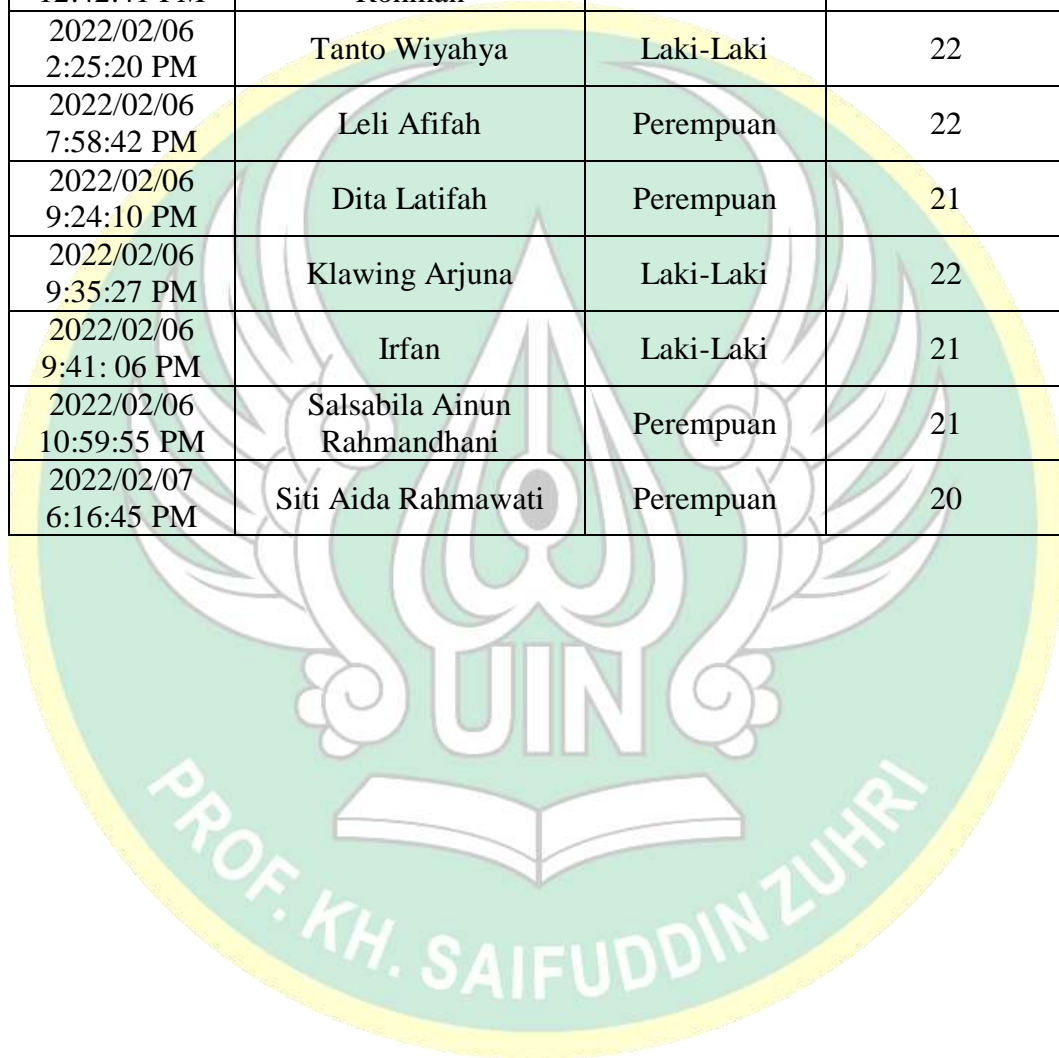 2022/02/06
2:25:20 PM
Tanto Wiyahya
Laki-Laki
22
2022/02/06
7:58:42 PM
Leli Afifah
Perempuan
22
2022/02/06
9:24:10 PM
Dita Latifah
Perempuan
21
2022/02/06
9:35:27 PM
Klawing Arjuna
Laki-Laki
22
2022/02/06
9:41: 06 PM
Irfan
Laki-Laki
21
2022/02/06
10:59:55 PM
Salsabila Ainun
Rahmandhani
Perempuan
21
2022/02/07
6:16:45 PM
Siti Aida Rahmawati
Perempuan
20
UIN
PROF. KH. SAIFUDDIN ZUHRI